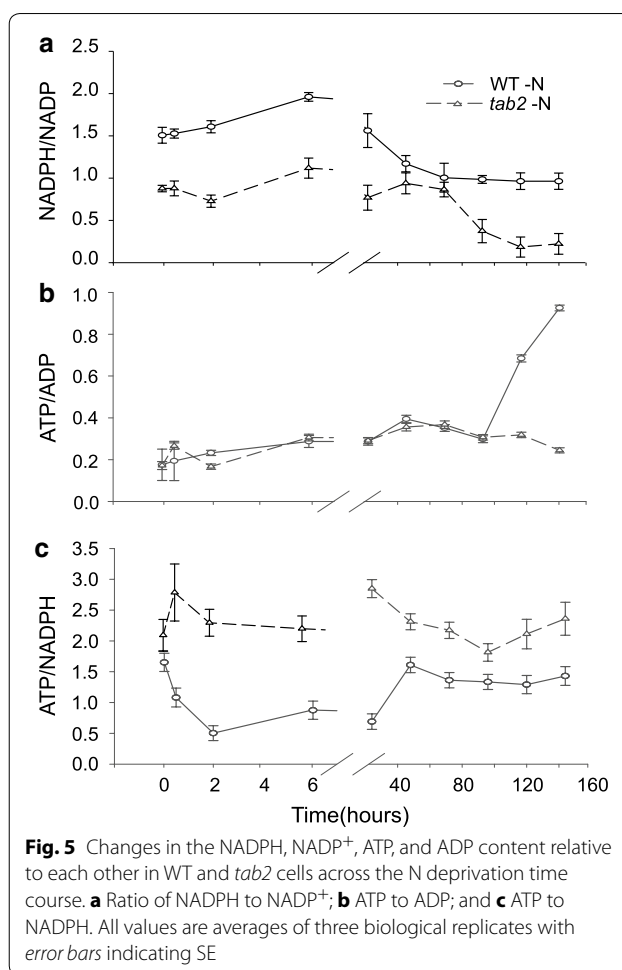 a
2.5
2.0
1.5
1.0
0.5
0.0
NADPH/NADP
WT -N
tab2 -N
b
1.0
0.8
0.6
0.4
0.2
0.0
ATP/ADP
c
3.5
3.0
2.5
2.0
1.5
1.0
0.5
0.0
ATP/NADPH
0 2 4 6 40 80 120 160
Time(hours)
Fig. 5 Changes in the NADPH, NADP+, ATP, and ADP content relative
to each other in WT and tab2 cells across the N deprivation time
course. a Ratio of NADPH to NADP+; b ATP to ADP; and c ATP to
NADPH. All values are averages of three biological replicates with
error bars indicating SE